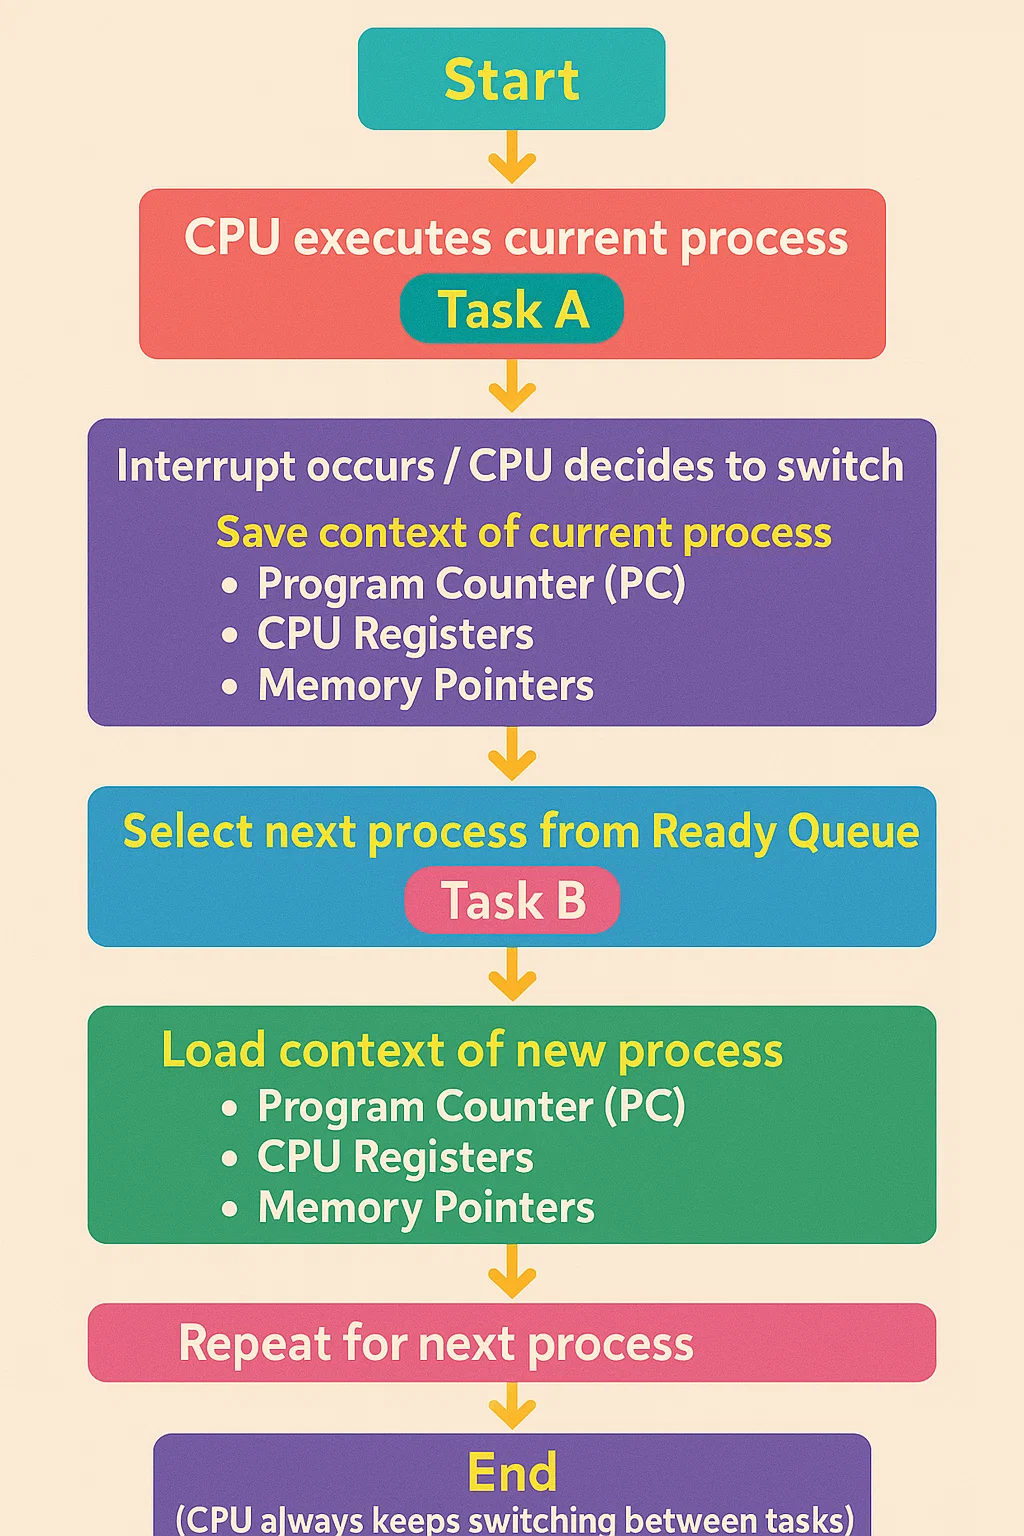 Start
CPU executes current process
Task A
Interrupt occurs / CPU decides to switch
Save context of current process
• Program Counter (PC)
• CPU Registers
• Memory Pointers
Select next process from Ready Queue
Task B
Load context of new process
• Program Counter (PC)
• CPU Registers
• Memory Pointers
Repeat for next process
End
(CPU always keeps switching between tasks)